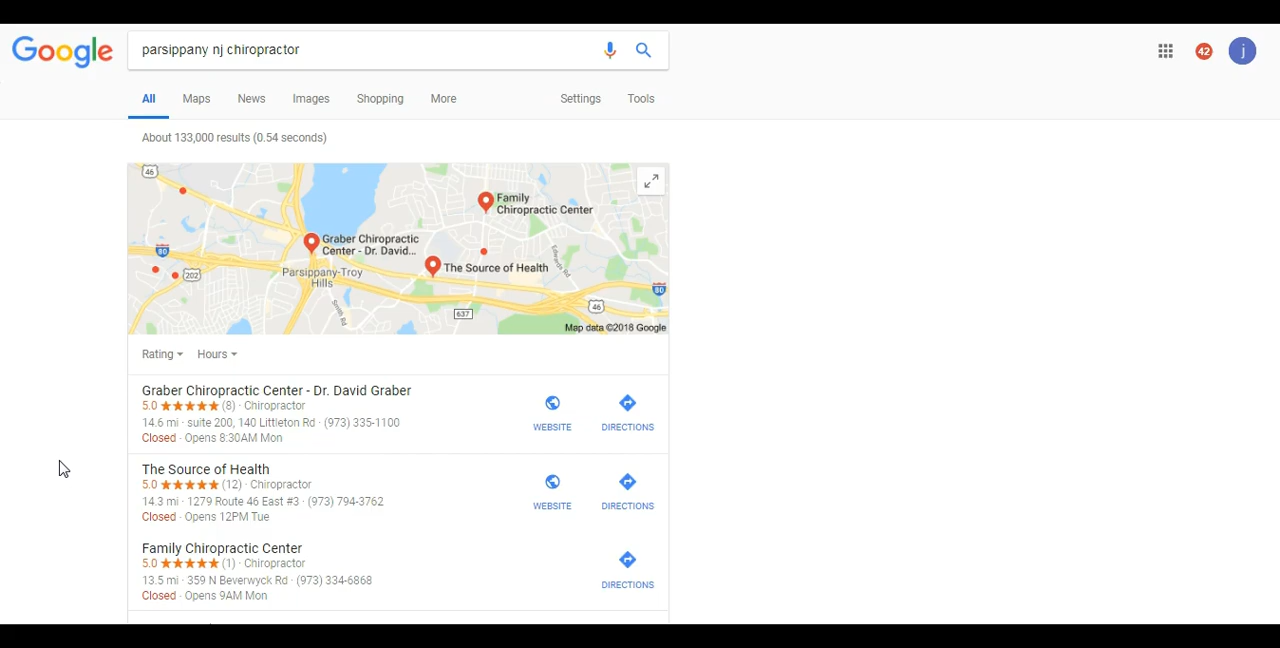 Google
parsippany nj chiropractor
42
j
All
Maps
News
Images
Shopping
More
Settings
Tools
About 133,000 results (0.54 seconds)
46
Family
Chiropractic Center
Graber Chiropractic
Center - Dr. David...
80
The Source of Health
Edwards Rd
202
Parsippany-Troy
Hills
80
Smith Rd
637
46
Map data ©2018 Google
Rating
Hours
Graber Chiropractic Center - Dr. David Graber
5.0 ★★★★★ (8) · Chiropractor
14.6 mi · suite 200, 140 Littleton Rd · (973) 335-1100
Closed · Opens 8:30AM Mon
WEBSITE
DIRECTIONS
The Source of Health
5.0 ★★★★★ (12) · Chiropractor
14.3 mi · 1279 Route 46 East #3 · (973) 794-3762
Closed · Opens 12PM Tue
WEBSITE
DIRECTIONS
Family Chiropractic Center
5.0 ★★★★★ (1) · Chiropractor
13.5 mi · 359 N Beverwyck Rd · (973) 334-6868
Closed · Opens 9AM Mon
DIRECTIONS